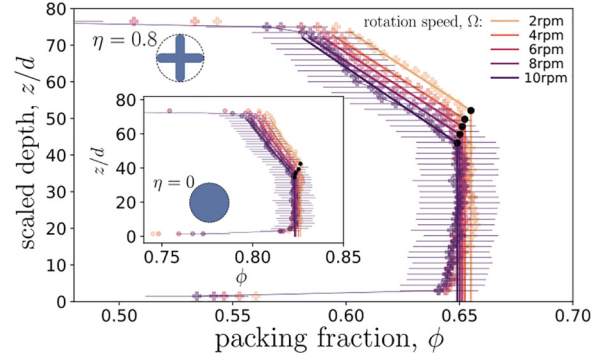 80
70
60
50
40
30
20
10
0
scaled depth, z/d
0.50
0.55
0.60
0.65
0.70
packing fraction, ϕ
η = 0.8
rotation speed, Ω:
2rpm
4rpm
6rpm
8rpm
10rpm
80
60
40
20
0
z/d
η = 0
0.75
0.80
0.85
ϕ